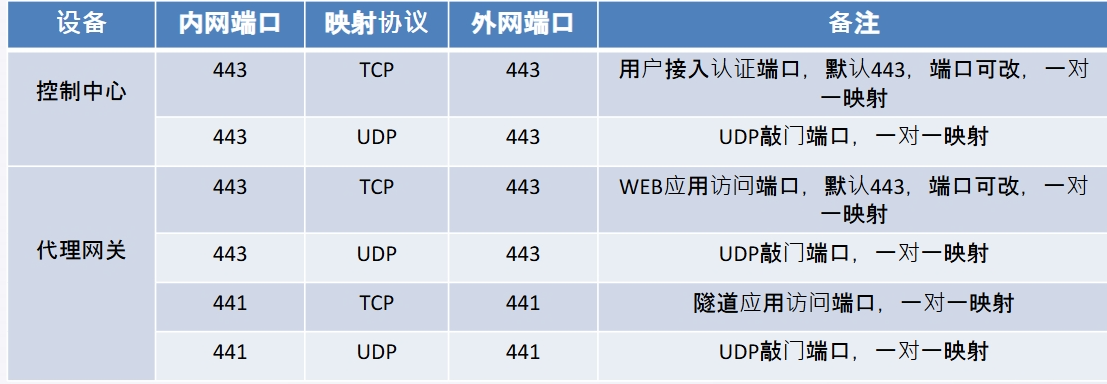 设备 内网端口 映射协议 外网端口 备注
控制中心 443 TCP 443 用户接入认证端口，默认443，端口可改，一对
一映射
443 UDP 443 UDP敲门端口，一对一映射
代理网关 443 TCP 443 WEB应用访问端口，默认443，端口可改，一对
一映射
443 UDP 443 UDP敲门端口，一对一映射
441 TCP 441 隧道应用访问端口，一对一映射
441 UDP 441 UDP敲门端口，一对一映射